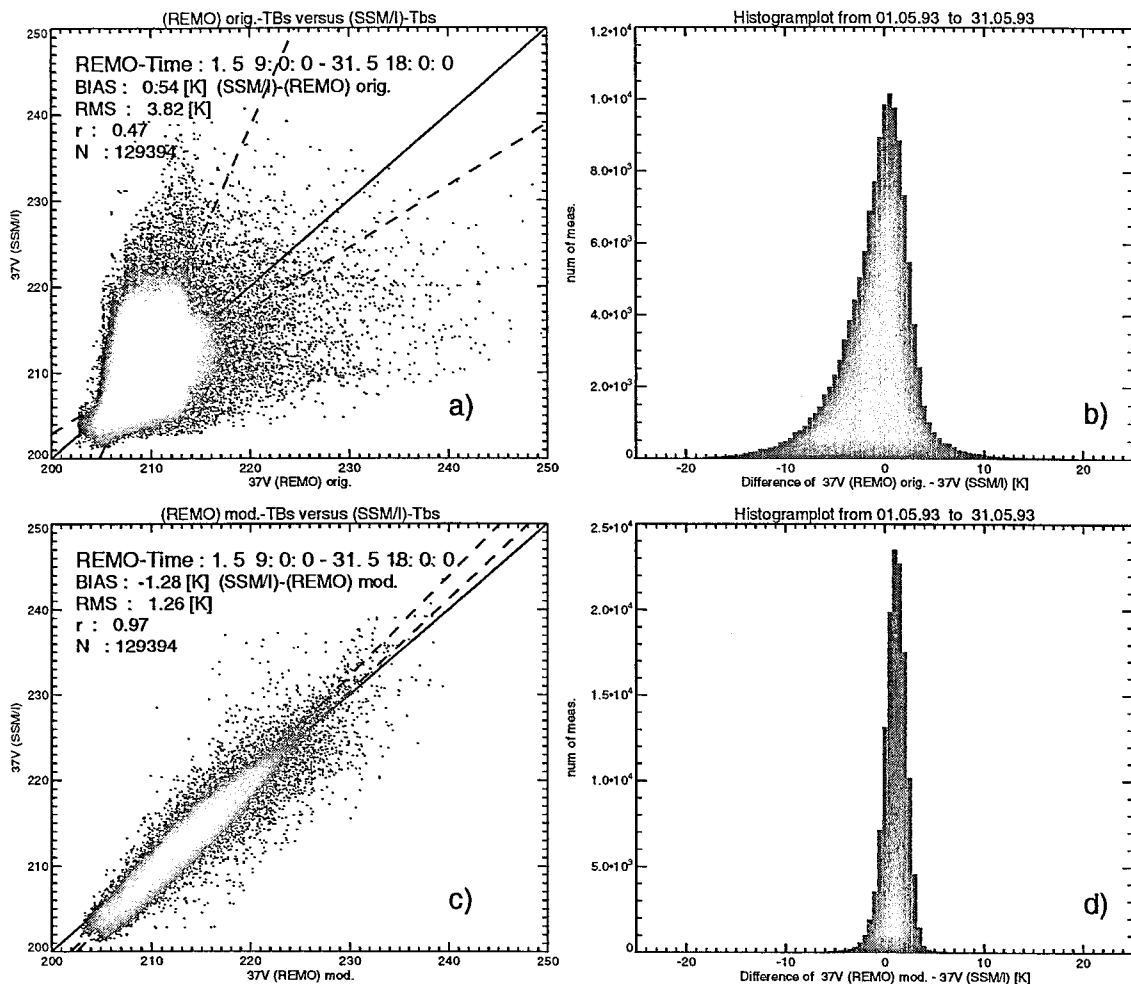 (REMO) orig.-TBs versus (SSM/I)-Tbs
250
240
230
220
210
200
37V (SSM/I)
REMO-Time : 1. 5 9: 0: 0 - 31. 5 18: 0: 0
BIAS : 0.54 [K] (SSM/I)-(REMO) orig.
RMS : 3.82 [K]
r : 0.47
N : 129394
a)
200 210 220 230 240 250
37V (REMO) orig.
Histogramplot from 01.05.93 to 31.05.93
1.2•10⁴
1.0•10⁴
8.0•10³
6.0•10³
4.0•10³
2.0•10³
0
num of meas.
b)
-20 -10 0 10 20
Difference of 37V (REMO) orig. - 37V (SSM/I) [K]
(REMO) mod.-TBs versus (SSM/I)-Tbs
250
240
230
220
210
200
37V (SSM/I)
REMO-Time : 1. 5 9: 0: 0 - 31. 5 18: 0: 0
BIAS : -1.28 [K] (SSM/I)-(REMO) mod.
RMS : 1.26 [K]
r : 0.97
N : 129394
c)
200 210 220 230 240 250
37V (REMO) mod.
Histogramplot from 01.05.93 to 31.05.93
2.5•10⁴
2.0•10⁴
1.5•10⁴
1.0•10⁴
5.0•10³
0
num of meas.
d)
-20 -10 0 10 20
Difference of 37V (REMO) mod. - 37V (SSM/I) [K]